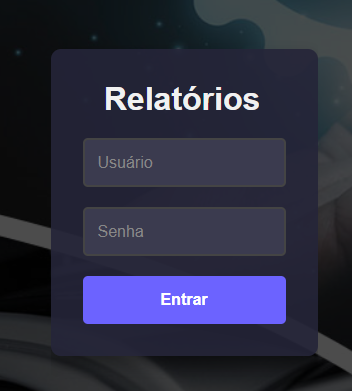 Relatórios
Usuário
Senha
Entrar